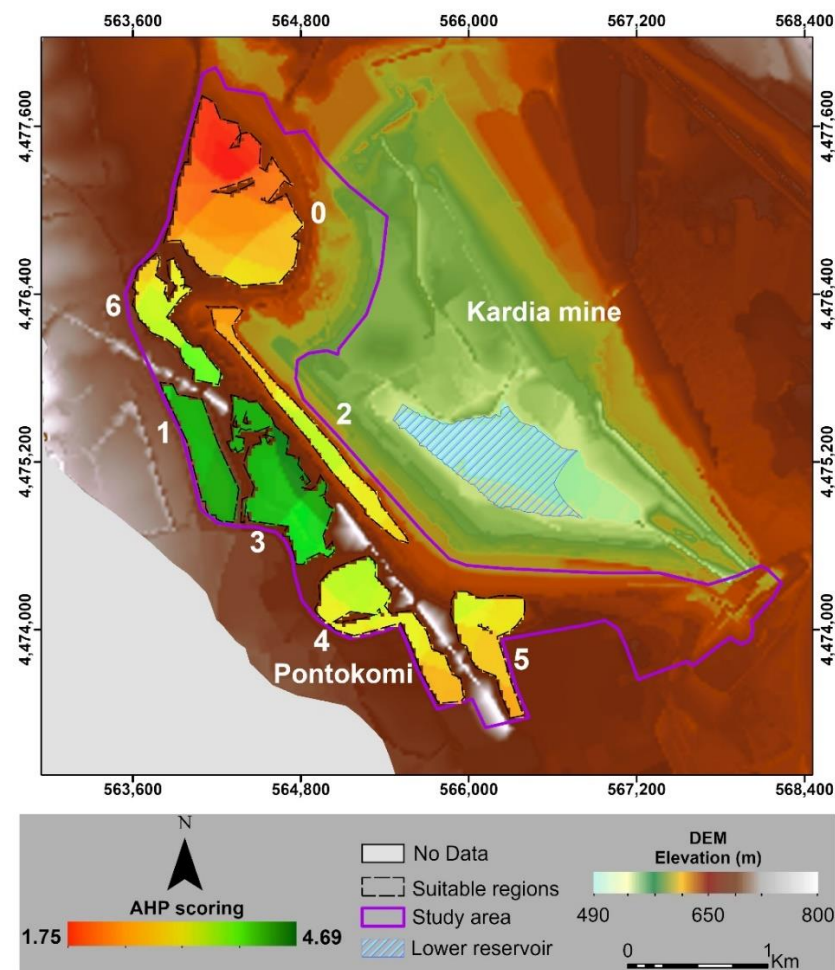 563,600 564,800 566,000 567,200 568,400
4,477,600 4,477,600
0
4,476,400 4,476,400
6
Kardia mine
2
1
4,475,200 4,475,200
3
4,474,000 4,474,000
4
5
Pontokomi
563,600 564,800 566,000 567,200 568,400
N
AHP scoring
1.75 4.69
No Data
Suitable regions
Study area
Lower reservoir
DEM
Elevation (m)
490 650 800
0 1
Km